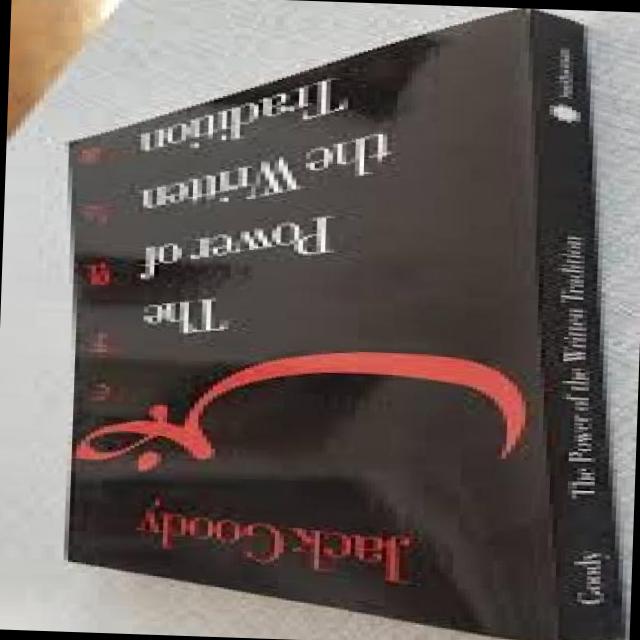 Jack Goody
The
Power of
the Written
Tradition
Goody
The Power of the Written Tradition